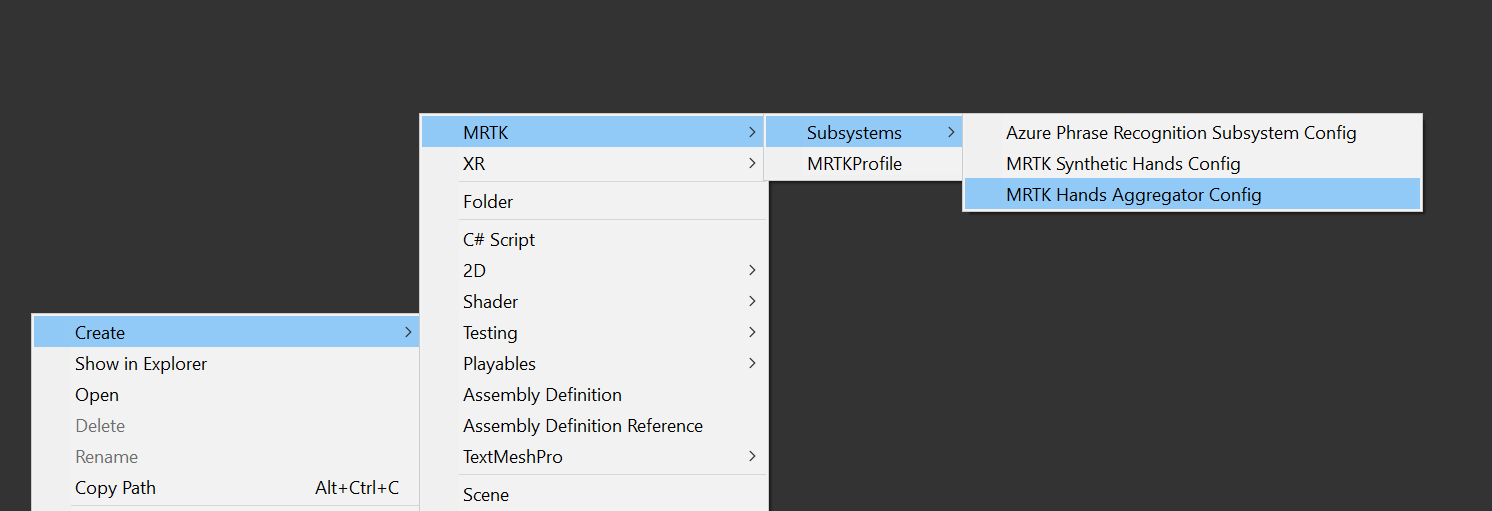 MRTK
XR
Folder
C# Script
2D
Shader
Testing
Playables
Assembly Definition
Assembly Definition Reference
TextMeshPro
Scene
Subsystems
MRTKProfile
Azure Phrase Recognition Subsystem Config
MRTK Synthetic Hands Config
MRTK Hands Aggregator Config
Create
Show in Explorer
Open
Delete
Rename
Copy Path Alt+Ctrl+C